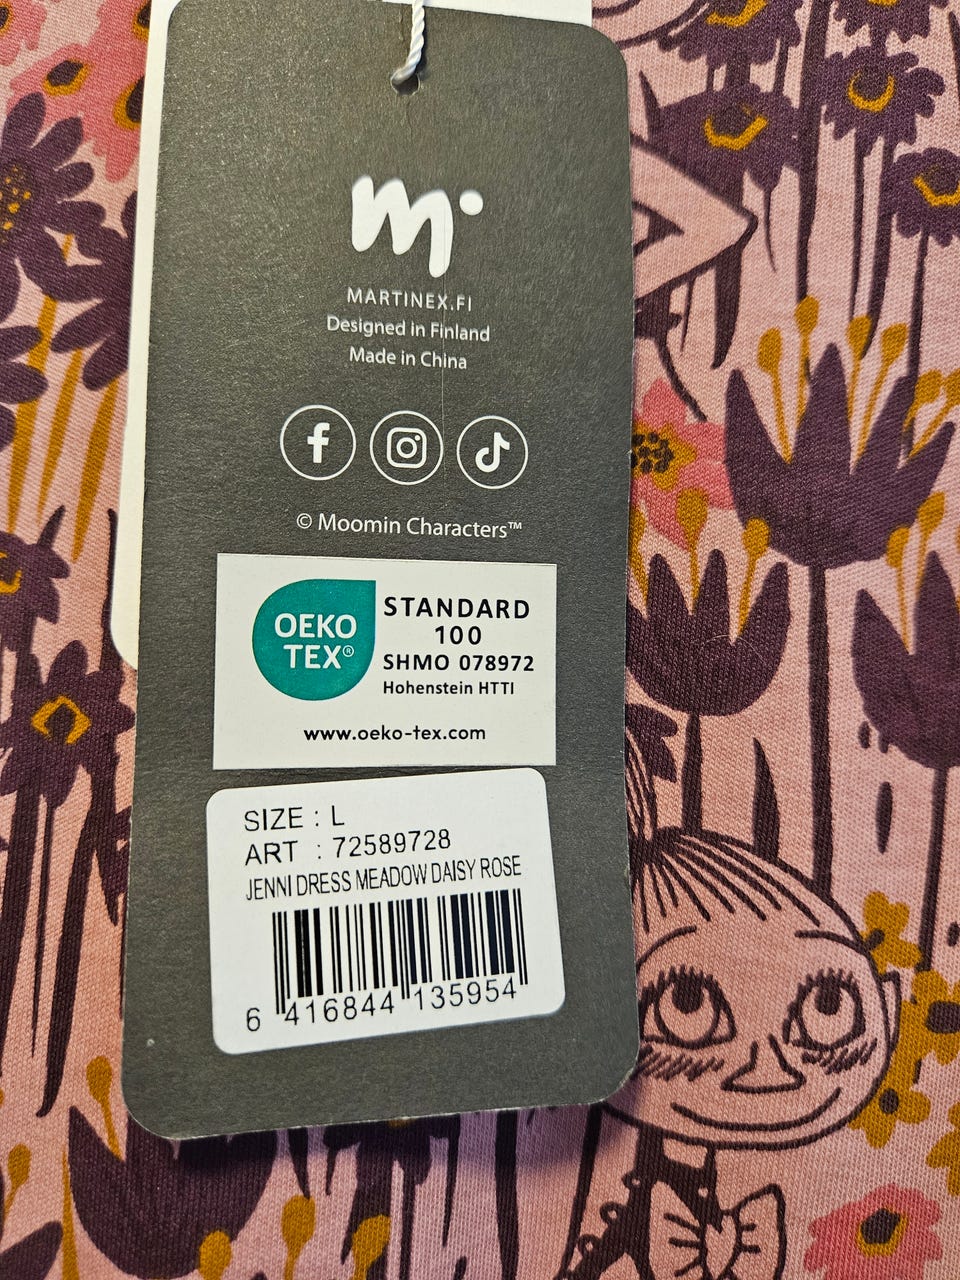 m
MARTINEX.FI
Designed in Finland
Made in China
© Moomin Characters™
OEKO
TEX®
STANDARD
100
SHMO 078972
Hohenstein HTTI
www.oeko-tex.com
SIZE : L
ART : 72589728
JENNI DRESS MEADOW DAISY ROSE
6 416844 135954